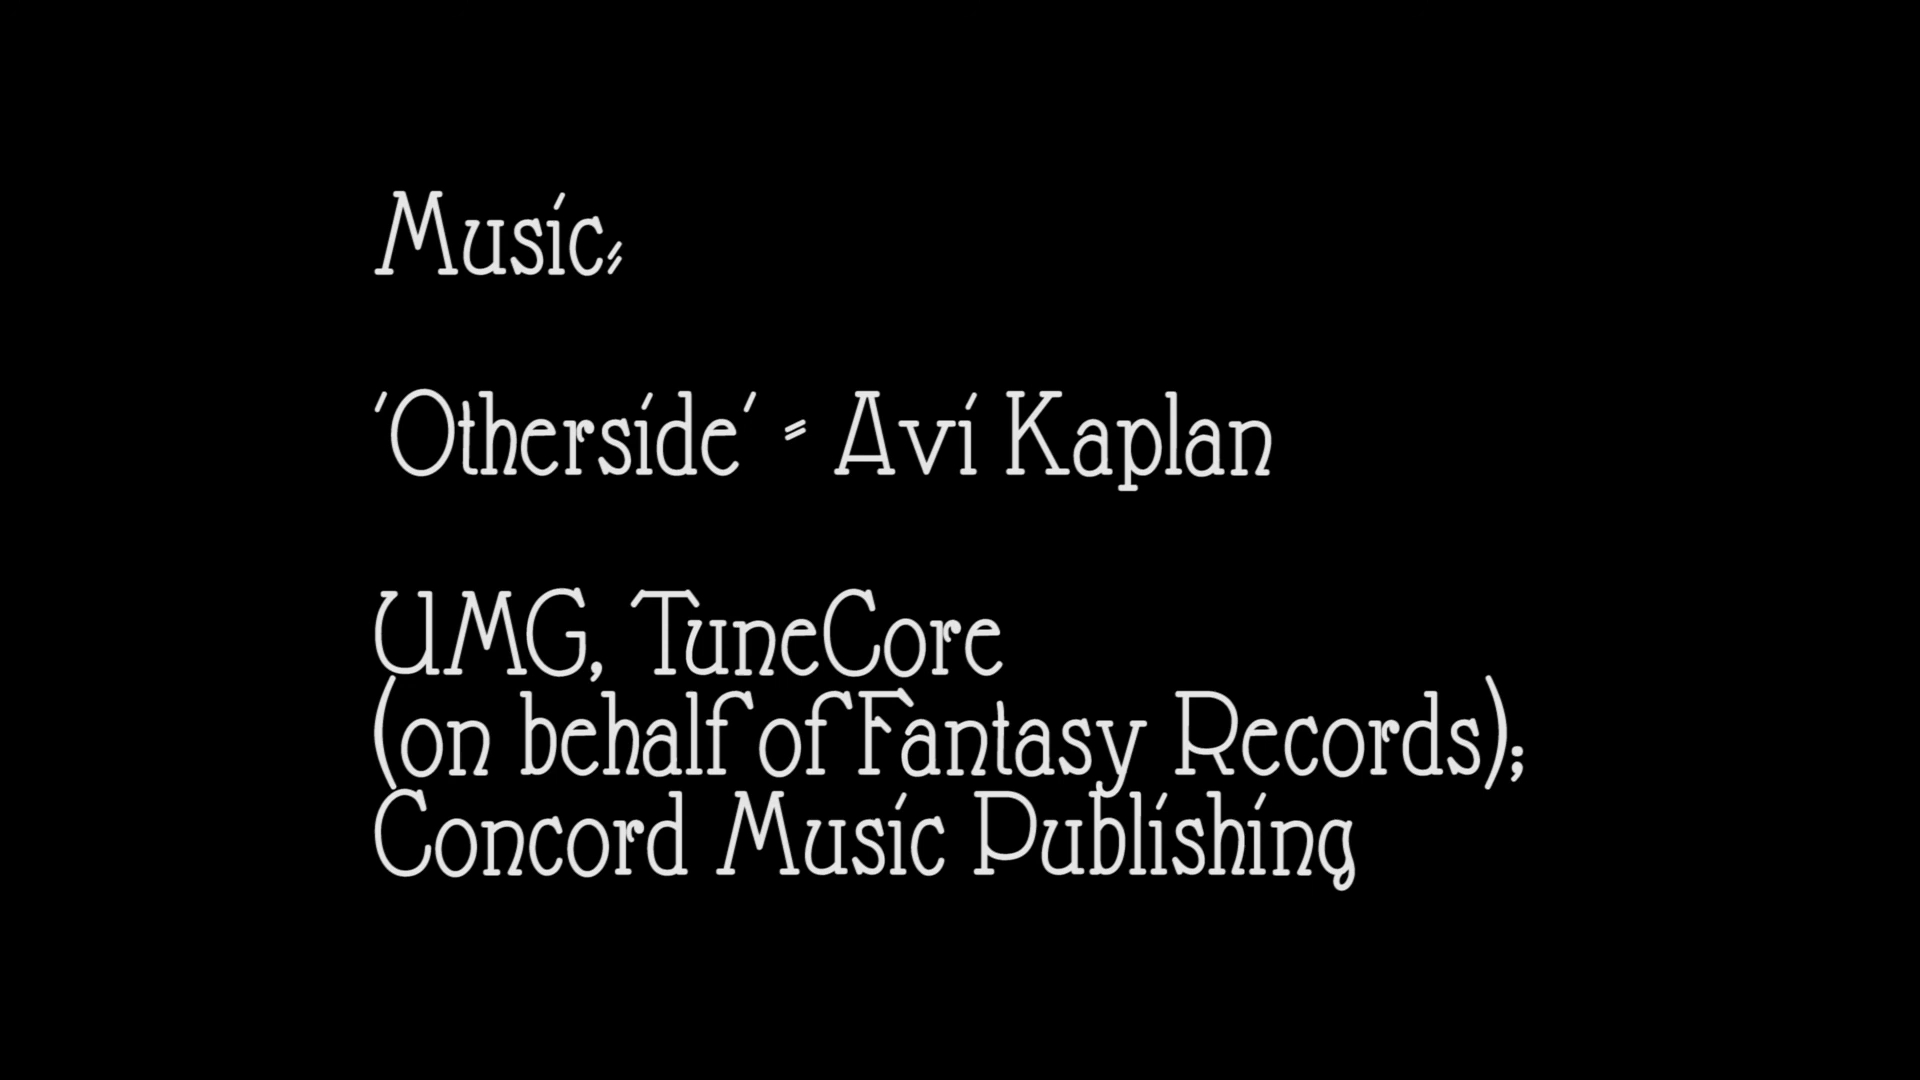 Music:
'Otherside' - Avi Kaplan
UMG, TuneCore
(on behalf of Fantasy Records);
Concord Music Publishing